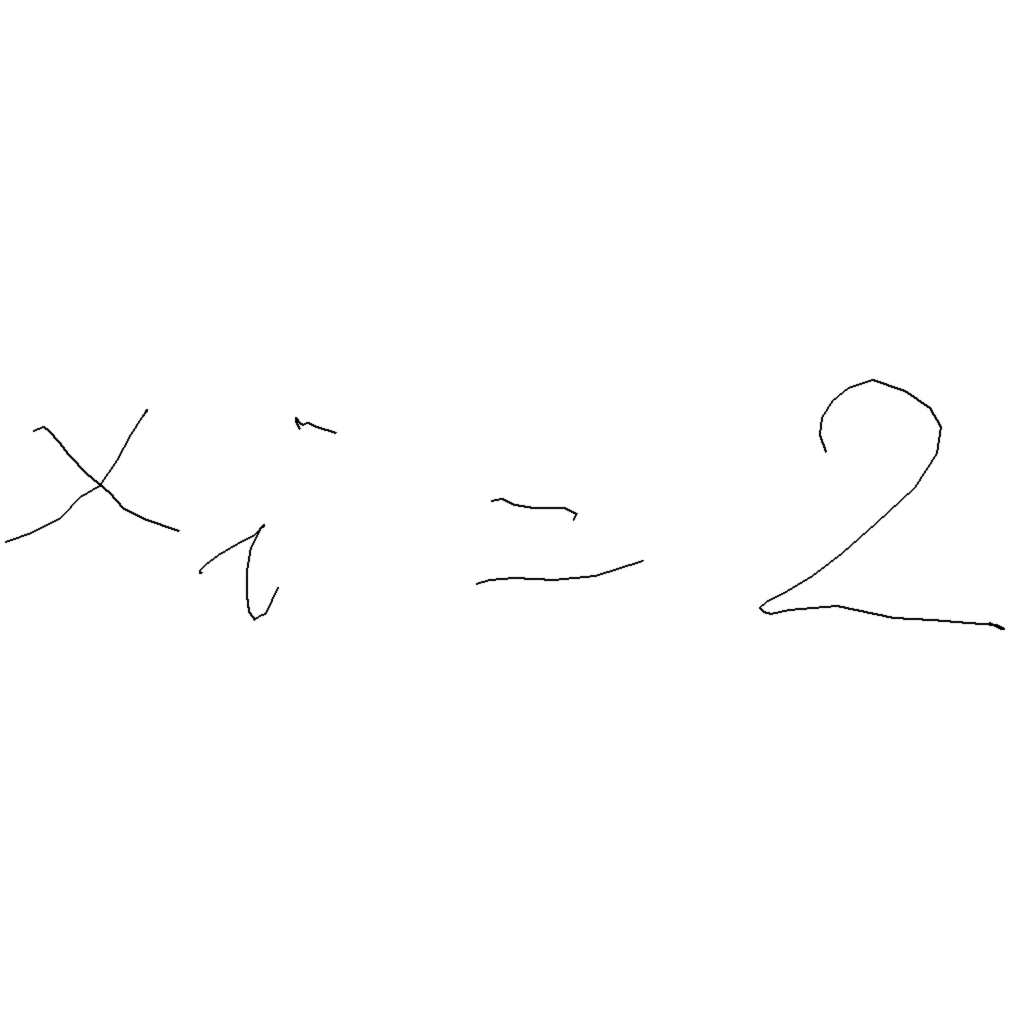 xᵢ = 2